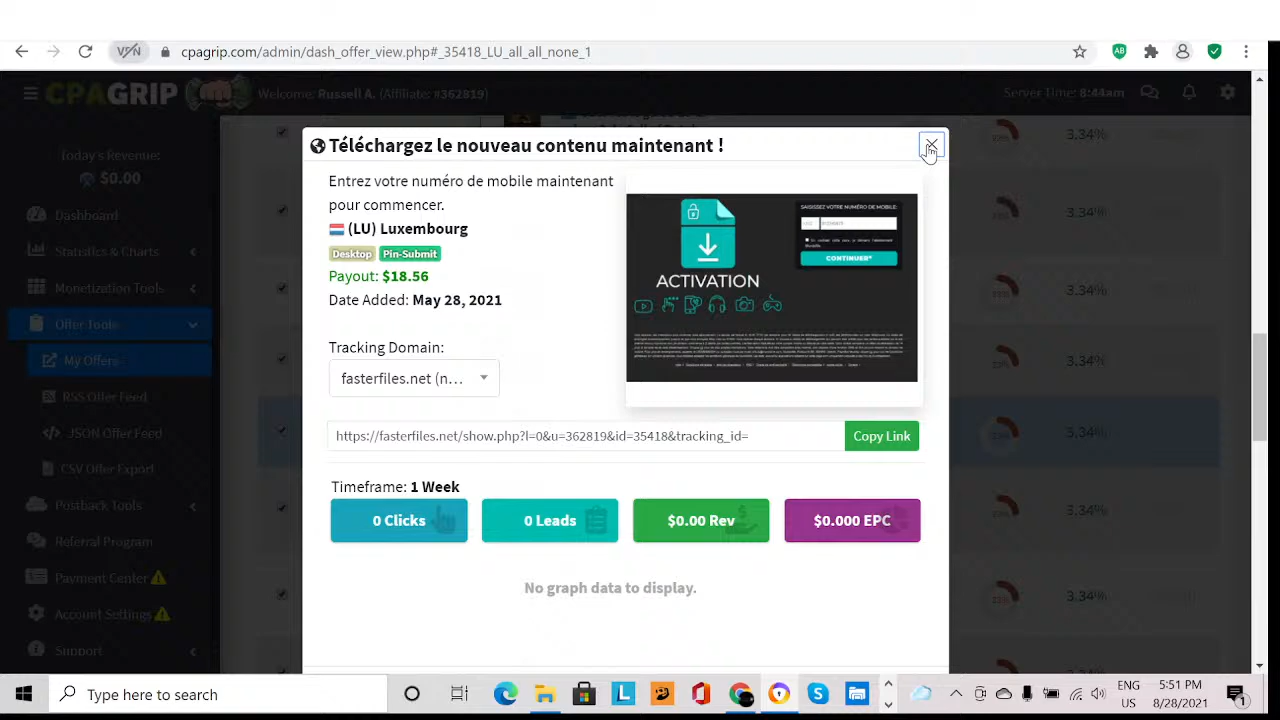 VPN
cpagrip.com/admin/dash_offer_view.php#_35418_LU_all_all_none_1
CPAGRIP
Welcome: Russell A. (Affiliate: #362819)
Server Time: 8:44am
Today's Revenue:
$0.00
Dashboard
Statistics & Charts
Monetization Tools
Offer Tools
My Offers
RSS Offer Feed
JSON Offer Feed
CSV Offer Export
Postback Tools
Referral Program
Payment Center
Account Settings
Support
Téléchargez le nouveau contenu maintenant !
Entrez votre numéro de mobile maintenant
pour commencer.
(LU) Luxembourg
Desktop
Pin-Submit
Payout: $18.56
Date Added: May 28, 2021
Tracking Domain:
fasterfiles.net (n...
ACTIVATION
SAISISSEZ VOTRE NUMÉRO DE MOBILE:
CONTINUER*
https://fasterfiles.net/show.php?l=0&u=362819&id=35418&tracking_id=
Copy Link
Timeframe: 1 Week
0 Clicks
0 Leads
$0.00 Rev
$0.000 EPC
No graph data to display.
3.34%
3.34%
3.34%
3.34%
3.34%
3.34%
3.34%
Type here to search
ENG
US
5:51 PM
8/28/2021